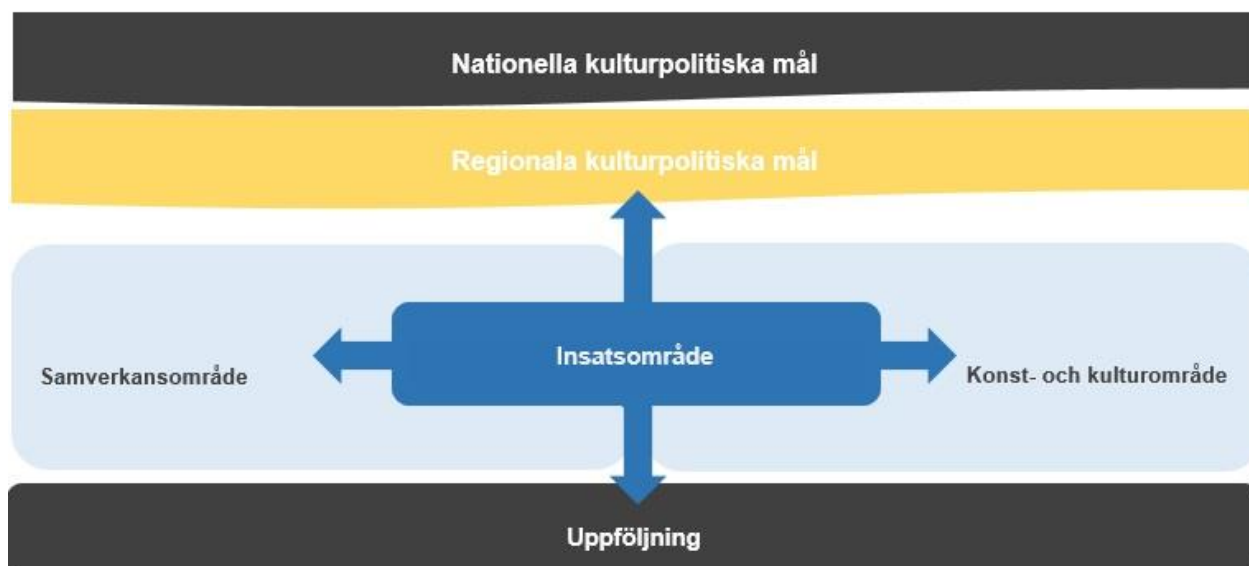 Nationella kulturpolitiska mål
Regionala kulturpolitiska mål
Insatsområde
Samverkansområde
Konst- och kulturområde
Uppföljning